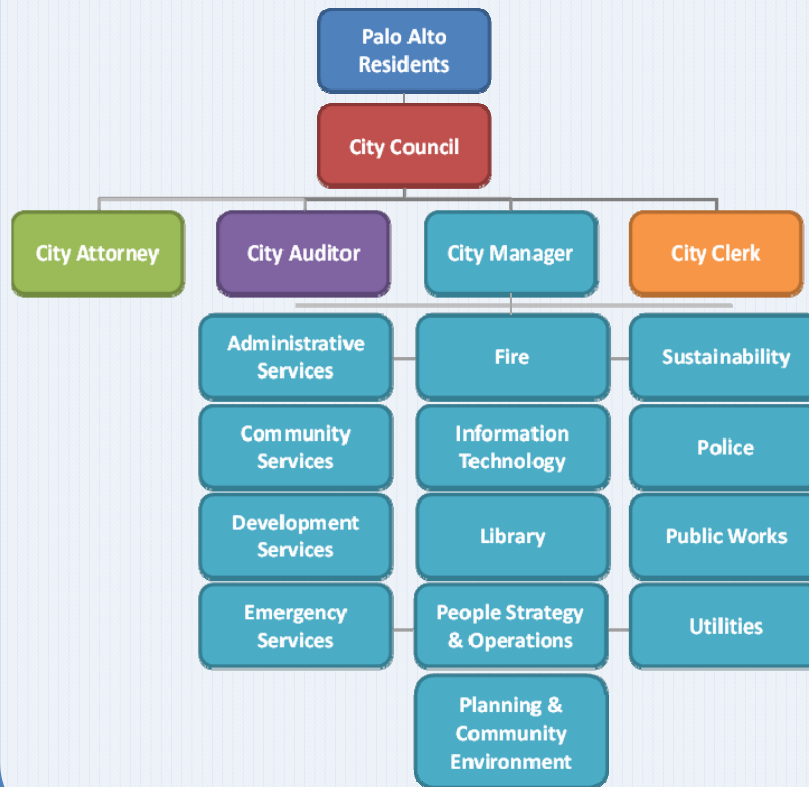 Palo Alto
Residents
City Council
City Attorney
City Auditor
City Manager
City Clerk
Administrative
Services
Fire
Sustainability
Community
Services
Information
Technology
Police
Development
Services
Library
Public Works
Emergency
Services
People Strategy
& Operations
Utilities
Planning &
Community
Environment